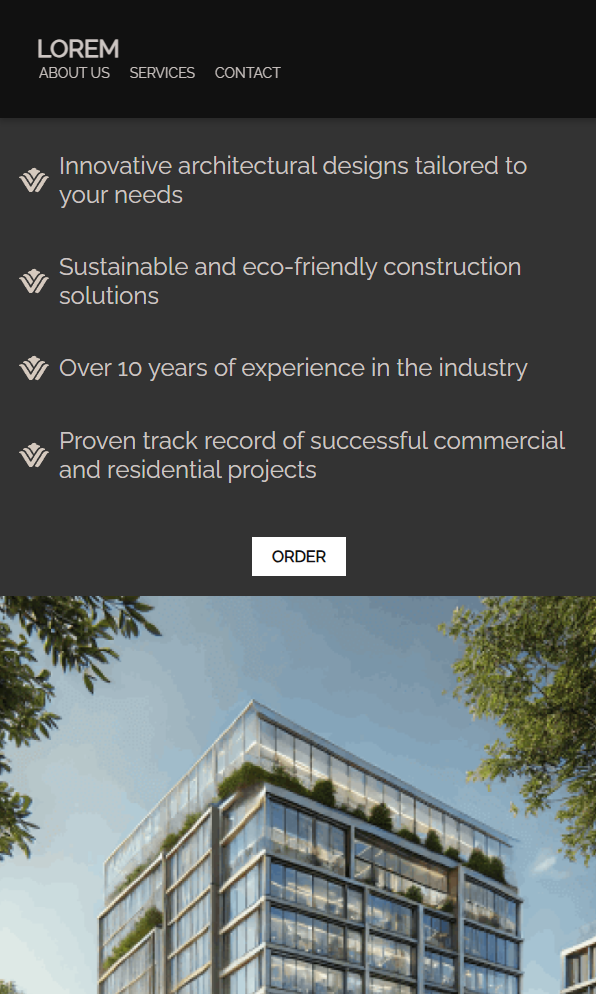 LOREM
ABOUT US SERVICES CONTACT
Innovative architectural designs tailored to
your needs
Sustainable and eco-friendly construction
solutions
Over 10 years of experience in the industry
Proven track record of successful commercial
and residential projects
ORDER